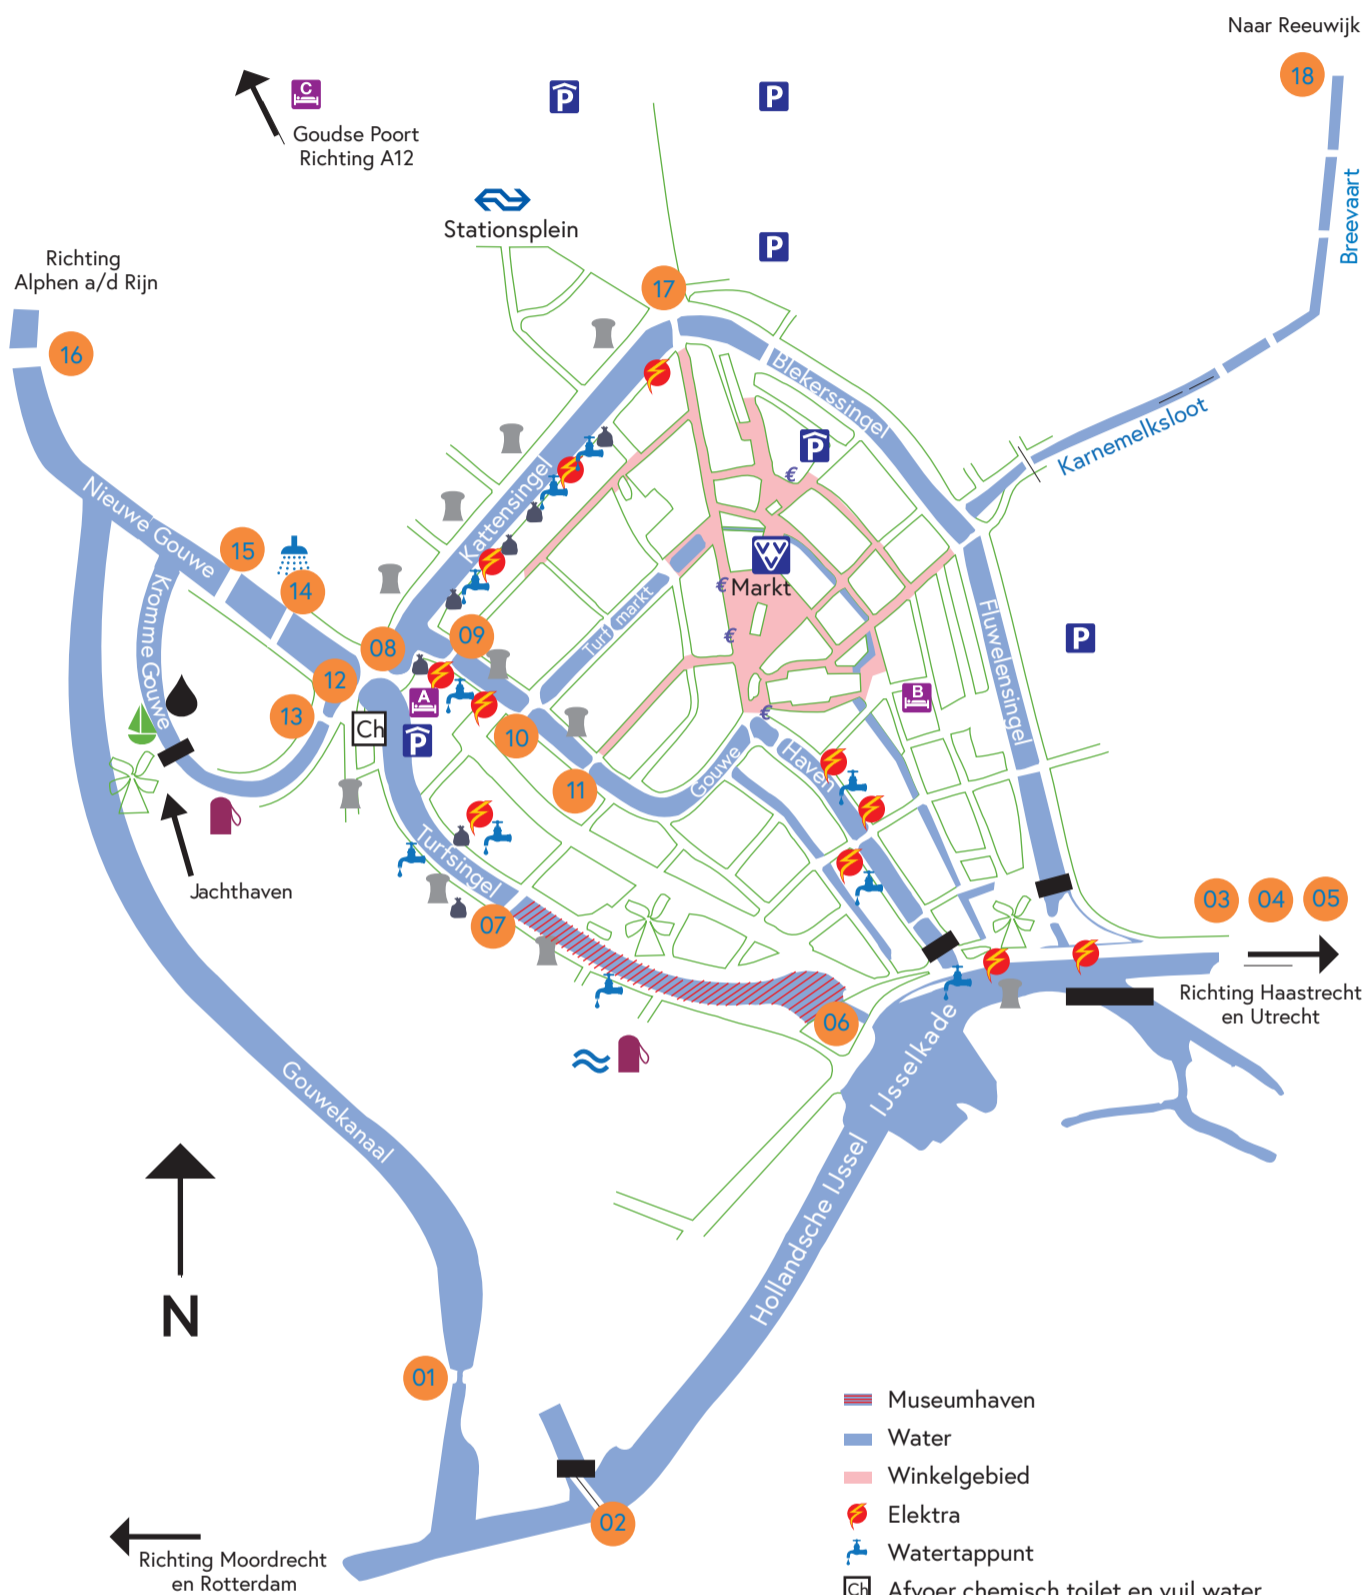 Naar Reeuwijk
18
C
P
P
Goudse Poort
Richting A12
Breevaart
Stationsplein
P
Richting
Alphen a/d Rijn
17
16
Blekerssingel
Karnemelksloot
P
€
Kattensingel
Nieuwe Gouwe
15
14
VVV
€ Markt
Kromme Gouwe
Turfmarkt
€
Fluwelensingel
P
08
09
12
13
A
B
Ch
P
10
€
Gouwe
Haven
11
Turfsingel
Jachthaven
07
03
04
05
Richting Haastrecht
en Utrecht
06
IJsselkade
Gouwekanaal
Hollandsche IJssel
N
01
02
Richting Moordrecht
en Rotterdam
Museumhaven
Water
Winkelgebied
Elektra
Watertappunt
Ch Afvoer chemisch toilet en vuil water